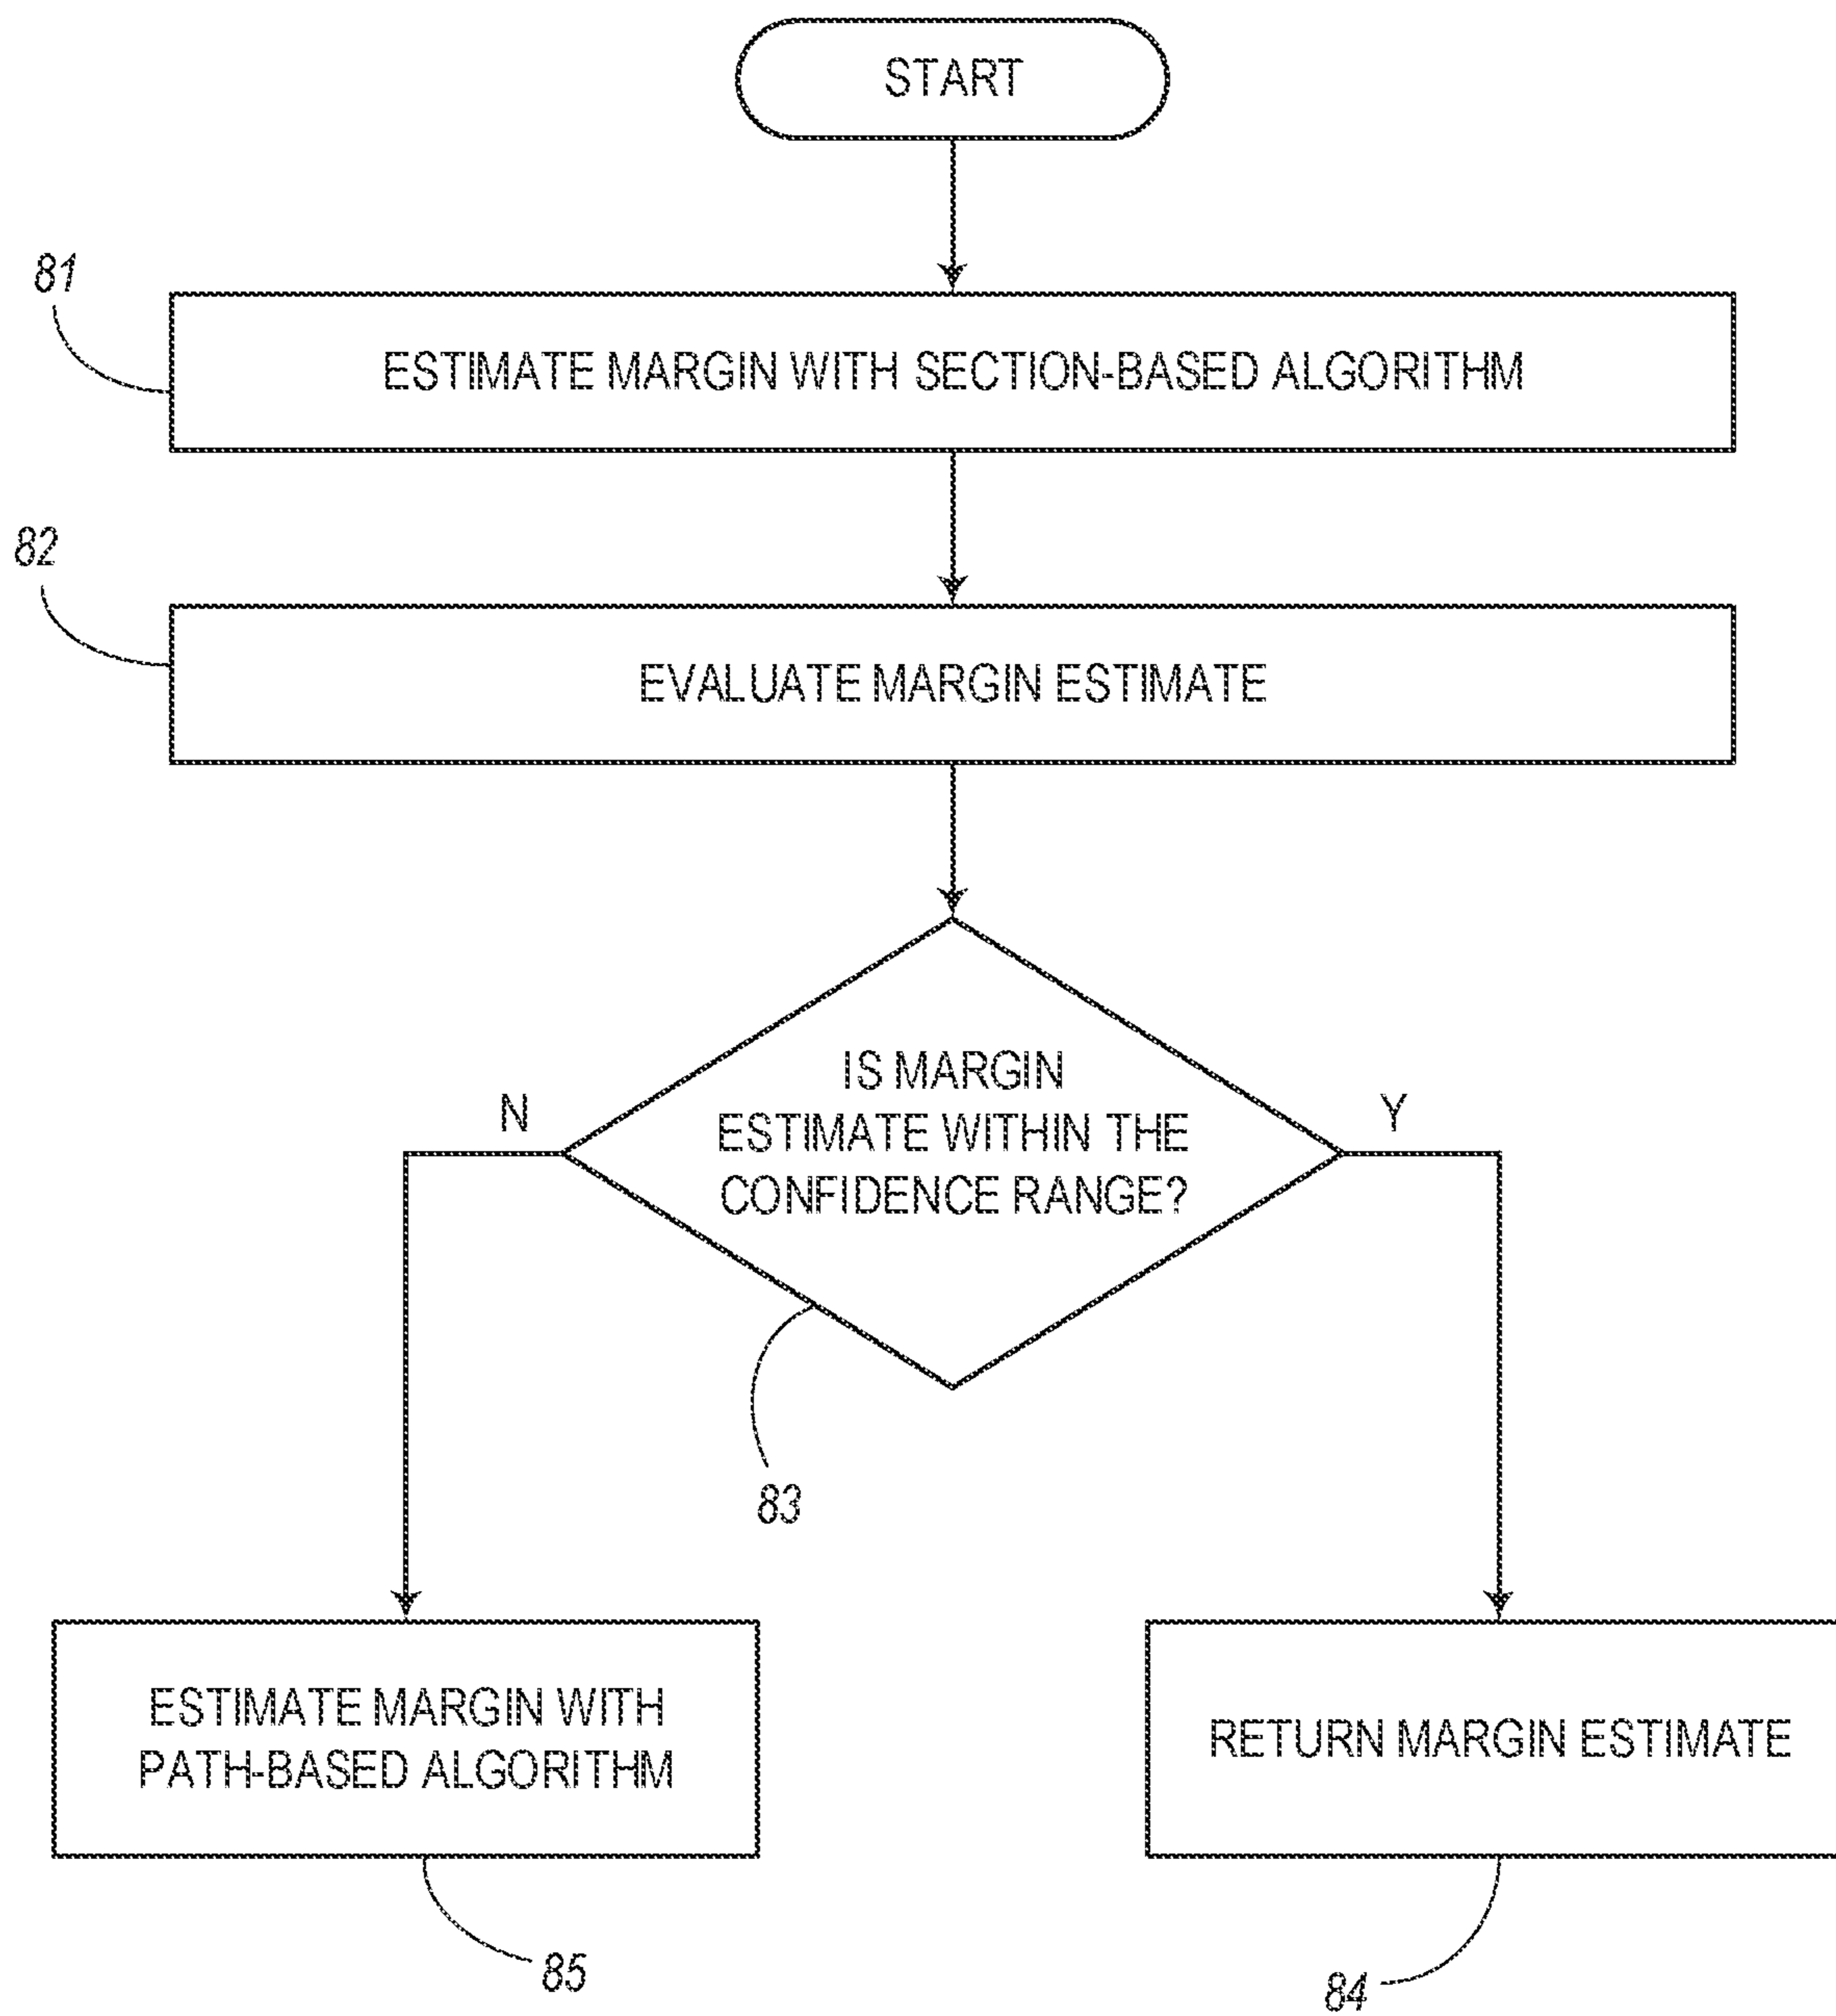 START
81
ESTIMATE MARGIN WITH SECTION-BASED ALGORITHM
82
EVALUATE MARGIN ESTIMATE
IS MARGIN
ESTIMATE WITHIN THE
CONFIDENCE RANGE?
N
Y
83
ESTIMATE MARGIN WITH
PATH-BASED ALGORITHM
RETURN MARGIN ESTIMATE
85
84